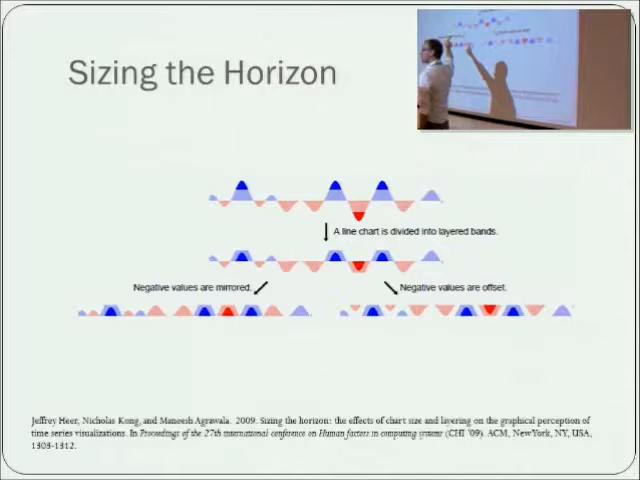 Sizing the Horizon
A line chart is divided into layered bands.
Negative values are mirrored.
Negative values are offset.
Jeffrey Heer, Nicholas Kong, and Maneesh Agrawala. 2009. Sizing the horizon: the effects of chart size and layering on the graphical perception of
time series visualizations. In Proceedings of the 27th international conference on Human factors in computing systems (CHI '09). ACM, New York, NY, USA,
1303-1312.